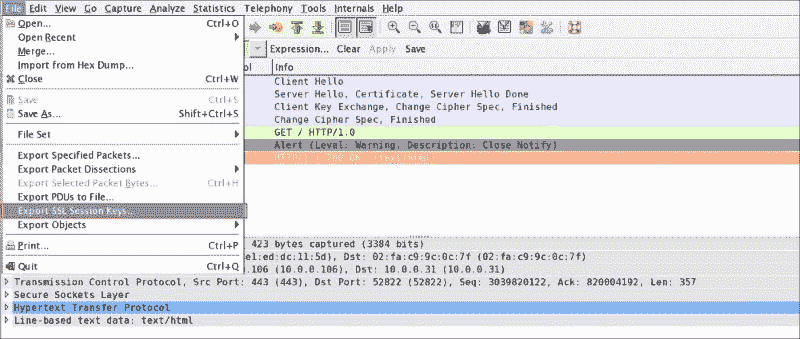 File Edit View Go Capture Analyze Statistics Telephony Tools Internals Help
Open... Ctrl+O
Open Recent
Merge...
Import from Hex Dump...
Close Ctrl+W
Save Ctrl+S
Save As... Shift+Ctrl+S
File Set
Export Specified Packets...
Export Packet Dissections
Export Selected Packet Bytes... Ctrl+H
Export PDUs to File...
Export SSL Session Keys...
Export Objects
Print... Ctrl+P
Quit Ctrl+Q
Expression... Clear Apply Save
ol Info
Client Hello
Server Hello, Certificate, Server Hello Done
Client Key Exchange, Change Cipher Spec, Finished
Change Cipher Spec, Finished
GET / HTTP/1.0
Alert (Level: Warning, Description: Close Notify)
HTTP/1.0 200 OK (text/html)
423 bytes captured (3384 bits)
e1:ed:dc:11:5d), Dst: 02:fa:c9:9c:0c:7f (02:fa:c9:9c:0c:7f)
0.106 (10.0.0.106), Dst: 10.0.0.31 (10.0.0.31)
Transmission Control Protocol, Src Port: 443 (443), Dst Port: 52822 (52822), Seq: 3039820122, Ack: 820004192, Len: 357
Secure Sockets Layer
Hypertext Transfer Protocol
Line-based text data: text/html